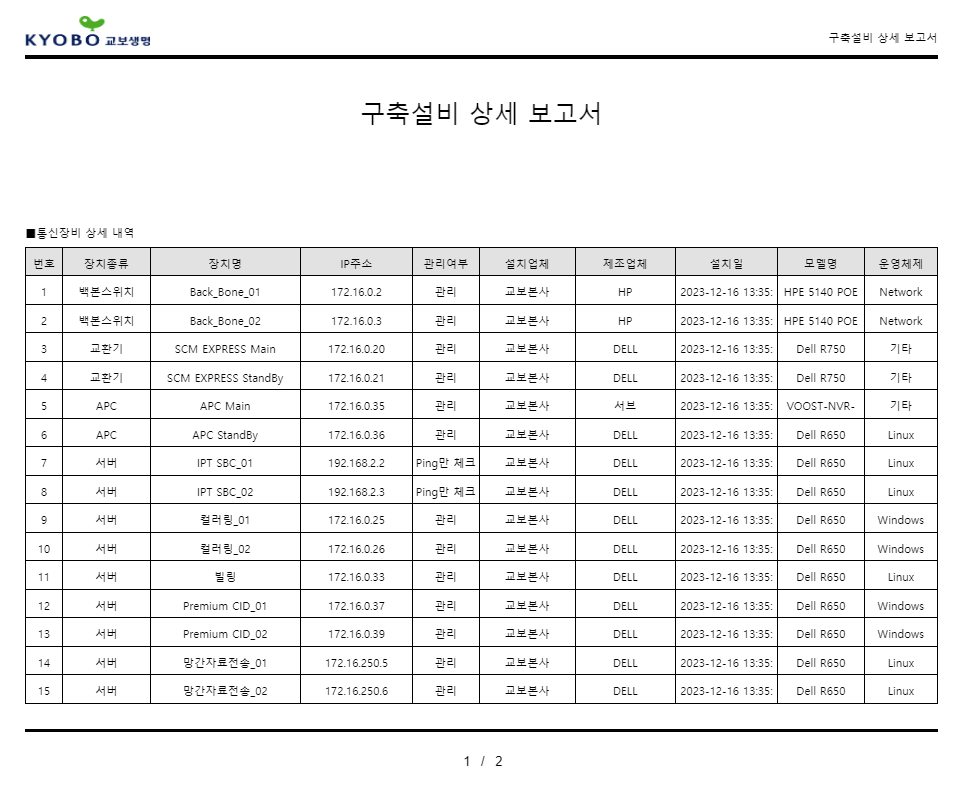 KYOBO 교보생명
구축설비 상세 보고서
구축설비 상세 보고서
■통신장비 상세 내역
번호 장치종류 장치명 IP주소 관리여부 설치업체 제조업체 설치일 모델명 운영체제
1 백본스위치 Back_Bone_01 172.16.0.2 관리 교보본사 HP 2023-12-16 13:35: HPE 5140 POE Network
2 백본스위치 Back_Bone_02 172.16.0.3 관리 교보본사 HP 2023-12-16 13:35: HPE 5140 POE Network
3 교환기 SCM EXPRESS Main 172.16.0.20 관리 교보본사 DELL 2023-12-16 13:35: Dell R750 기타
4 교환기 SCM EXPRESS StandBy 172.16.0.21 관리 교보본사 DELL 2023-12-16 13:35: Dell R750 기타
5 APC APC Main 172.16.0.35 관리 교보본사 서브 2023-12-16 13:35: VOOST-NVR- 기타
6 APC APC StandBy 172.16.0.36 관리 교보본사 DELL 2023-12-16 13:35: Dell R650 Linux
7 서버 IPT SBC_01 192.168.2.2 Ping만 체크 교보본사 DELL 2023-12-16 13:35: Dell R650 Linux
8 서버 IPT SBC_02 192.168.2.3 Ping만 체크 교보본사 DELL 2023-12-16 13:35: Dell R650 Linux
9 서버 컬러링_01 172.16.0.25 관리 교보본사 DELL 2023-12-16 13:35: Dell R650 Windows
10 서버 컬러링_02 172.16.0.26 관리 교보본사 DELL 2023-12-16 13:35: Dell R650 Windows
11 서버 빌링 172.16.0.33 관리 교보본사 DELL 2023-12-16 13:35: Dell R650 Linux
12 서버 Premium CID_01 172.16.0.37 관리 교보본사 DELL 2023-12-16 13:35: Dell R650 Windows
13 서버 Premium CID_02 172.16.0.39 관리 교보본사 DELL 2023-12-16 13:35: Dell R650 Windows
14 서버 망간자료전송_01 172.16.250.5 관리 교보본사 DELL 2023-12-16 13:35: Dell R650 Linux
15 서버 망간자료전송_02 172.16.250.6 관리 교보본사 DELL 2023-12-16 13:35: Dell R650 Linux
1 / 2